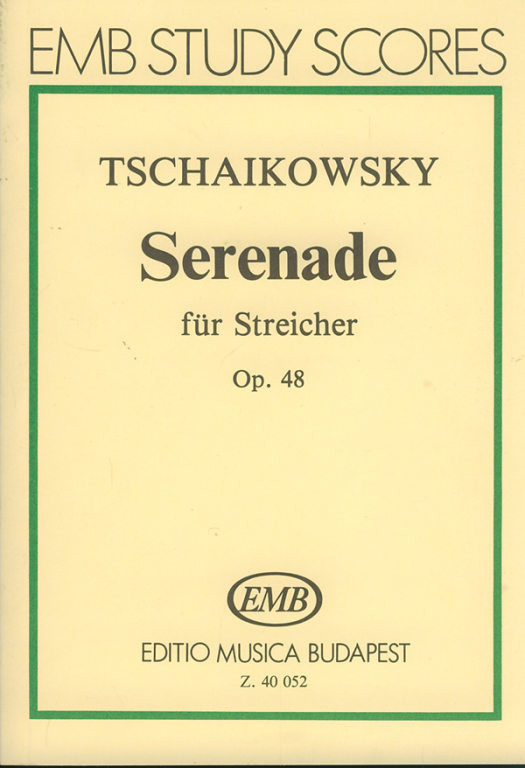 EMB STUDY SCORES
TSCHAIKOWSKY
Serenade
für Streicher
Op. 48
EMB
EDITIO MUSICA BUDAPEST
Z. 40 052